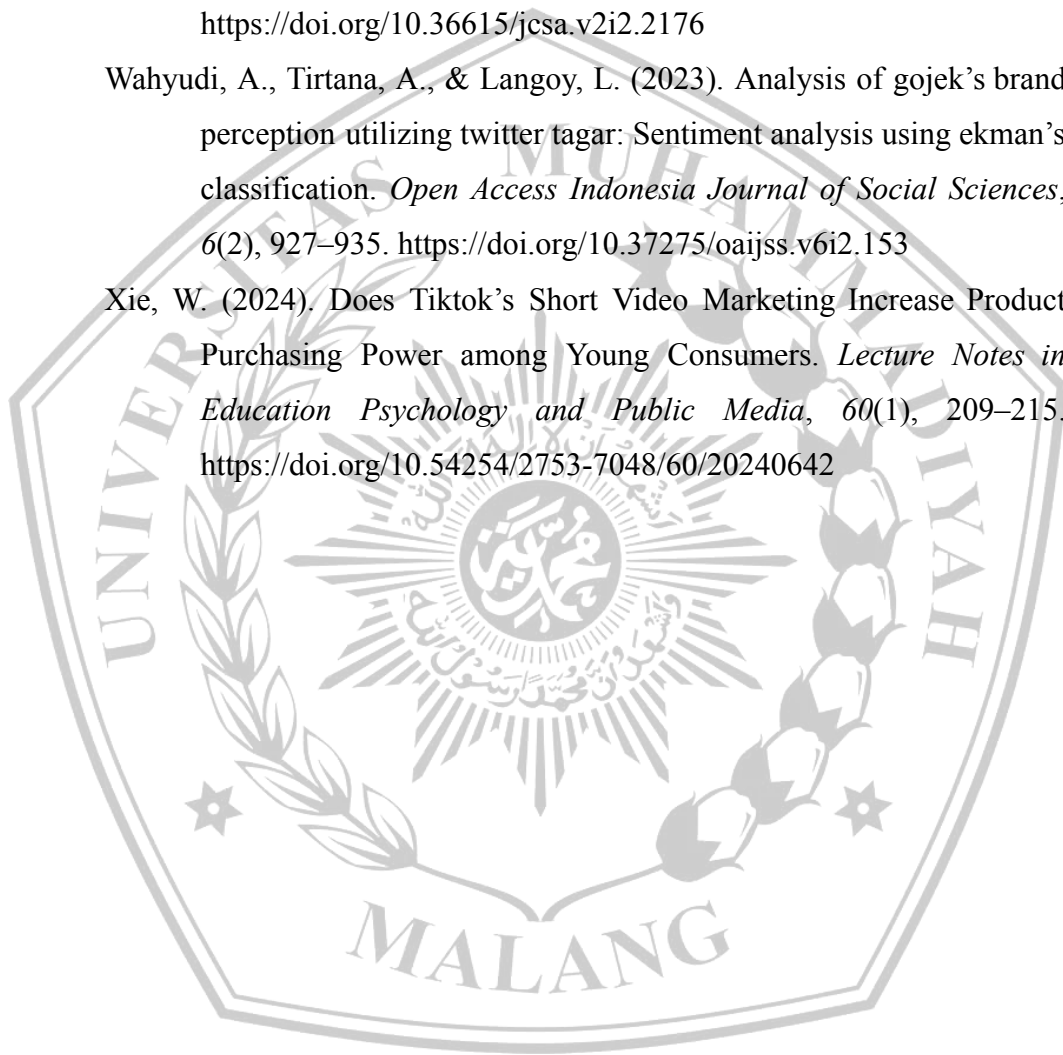 https://doi.org/10.36615/jcsa.v2i2.2176
Wahyudi, A., Tirtana, A., & Langoy, L. (2023). Analysis of gojek’s brand
perception utilizing twitter tagar: Sentiment analysis using ekman’s
classification. Open Access Indonesia Journal of Social Sciences,
6(2), 927–935. https://doi.org/10.37275/oaijss.v6i2.153
Xie, W. (2024). Does Tiktok’s Short Video Marketing Increase Product
Purchasing Power among Young Consumers. Lecture Notes in
Education Psychology and Public Media, 60(1), 209–215.
https://doi.org/10.54254/2753-7048/60/20240642
UNIVERSITAS MUHAMMADIYAH
MALANG